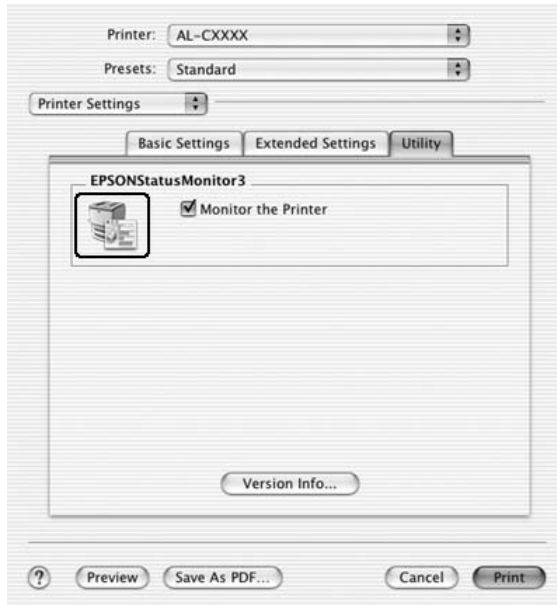 Printer: AL-CXXXX
Presets: Standard
Printer Settings
Basic Settings Extended Settings Utility
EPSONStatusMonitor3
Monitor the Printer
Version Info...
? Preview Save As PDF... Cancel Print